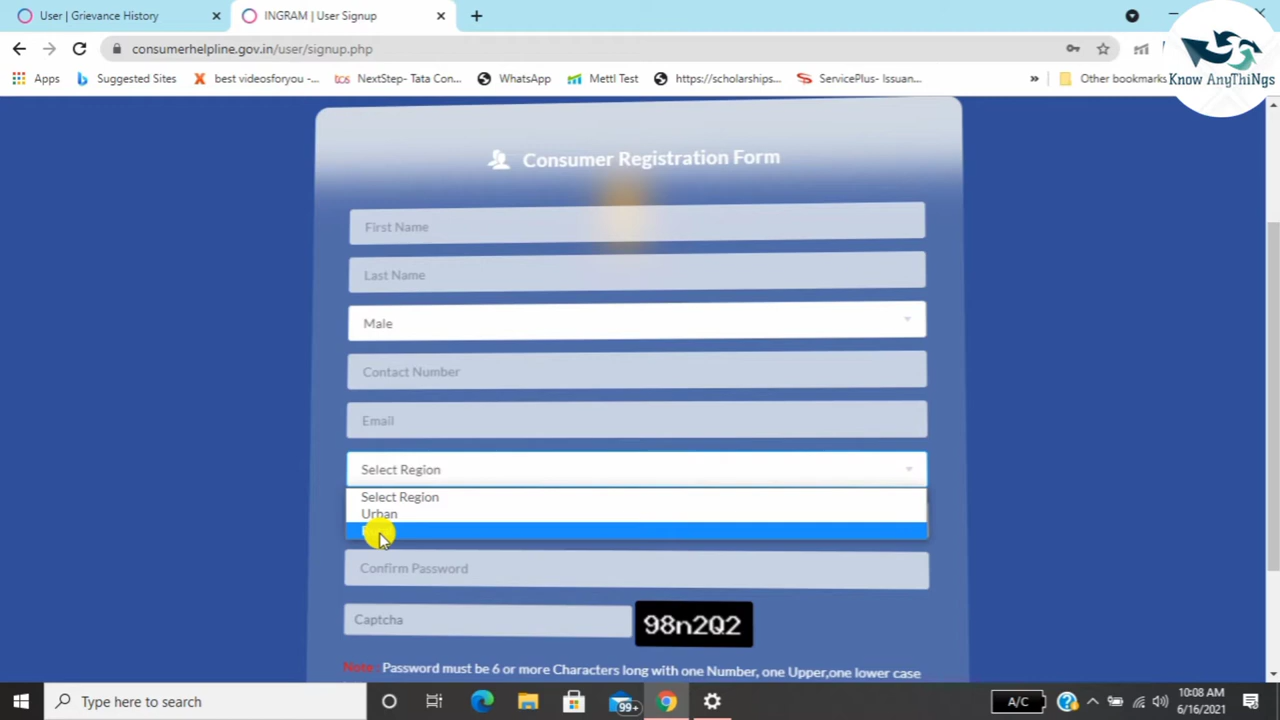 User | Grievance History
INGRAM | User Signup
consumerhelpline.gov.in/user/signup.php
Apps
Suggested Sites
best videosforyou -...
tcs NextStep- Tata Con...
WhatsApp
Mettl Test
https://scholarships...
ServicePlus- Issuan...
Other bookmarks
Know AnyThiNgs
Consumer Registration Form
First Name
Last Name
Male
Contact Number
Email
Select Region
Select Region
Urban
Confirm Password
Captcha
98n2Q2
Note: Password must be 6 or more Characters long with one Number, one Upper,one lower case
Type here to search
99+
A/C
10:08 AM
6/16/2021